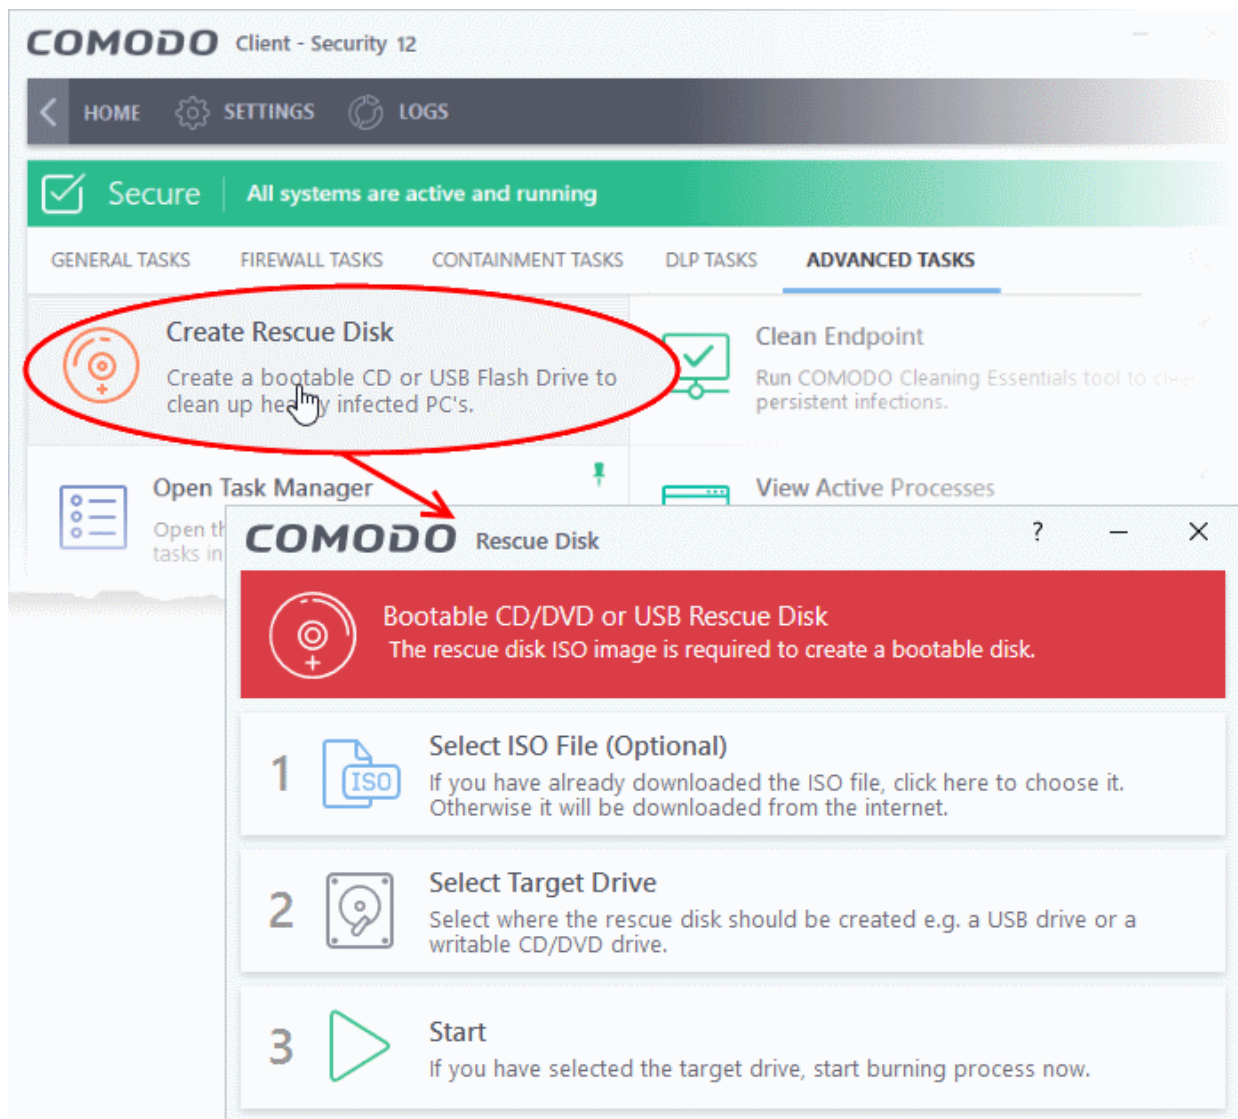 COMODO Client - Security 12
HOME SETTINGS LOGS
Secure All systems are active and running
GENERAL TASKS FIREWALL TASKS CONTAINMENT TASKS DLP TASKS ADVANCED TASKS
Create Rescue Disk
Create a bootable CD or USB Flash Drive to
clean up heavily infected PC's.
Clean Endpoint
Run COMODO Cleaning Essentials tool to
persistent infections.
Open Task Manager
Open
tasks in
View Active Processes
COMODO Rescue Disk ?
Bootable CD/DVD or USB Rescue Disk
The rescue disk ISO image is required to create a bootable disk.
1 ISO Select ISO File (Optional)
If you have already downloaded the ISO file, click here to choose it.
Otherwise it will be downloaded from the internet.
2 Select Target Drive
Select where the rescue disk should be created e.g. a USB drive or a
writable CD/DVD drive.
3 Start
If you have selected the target drive, start burning process now.